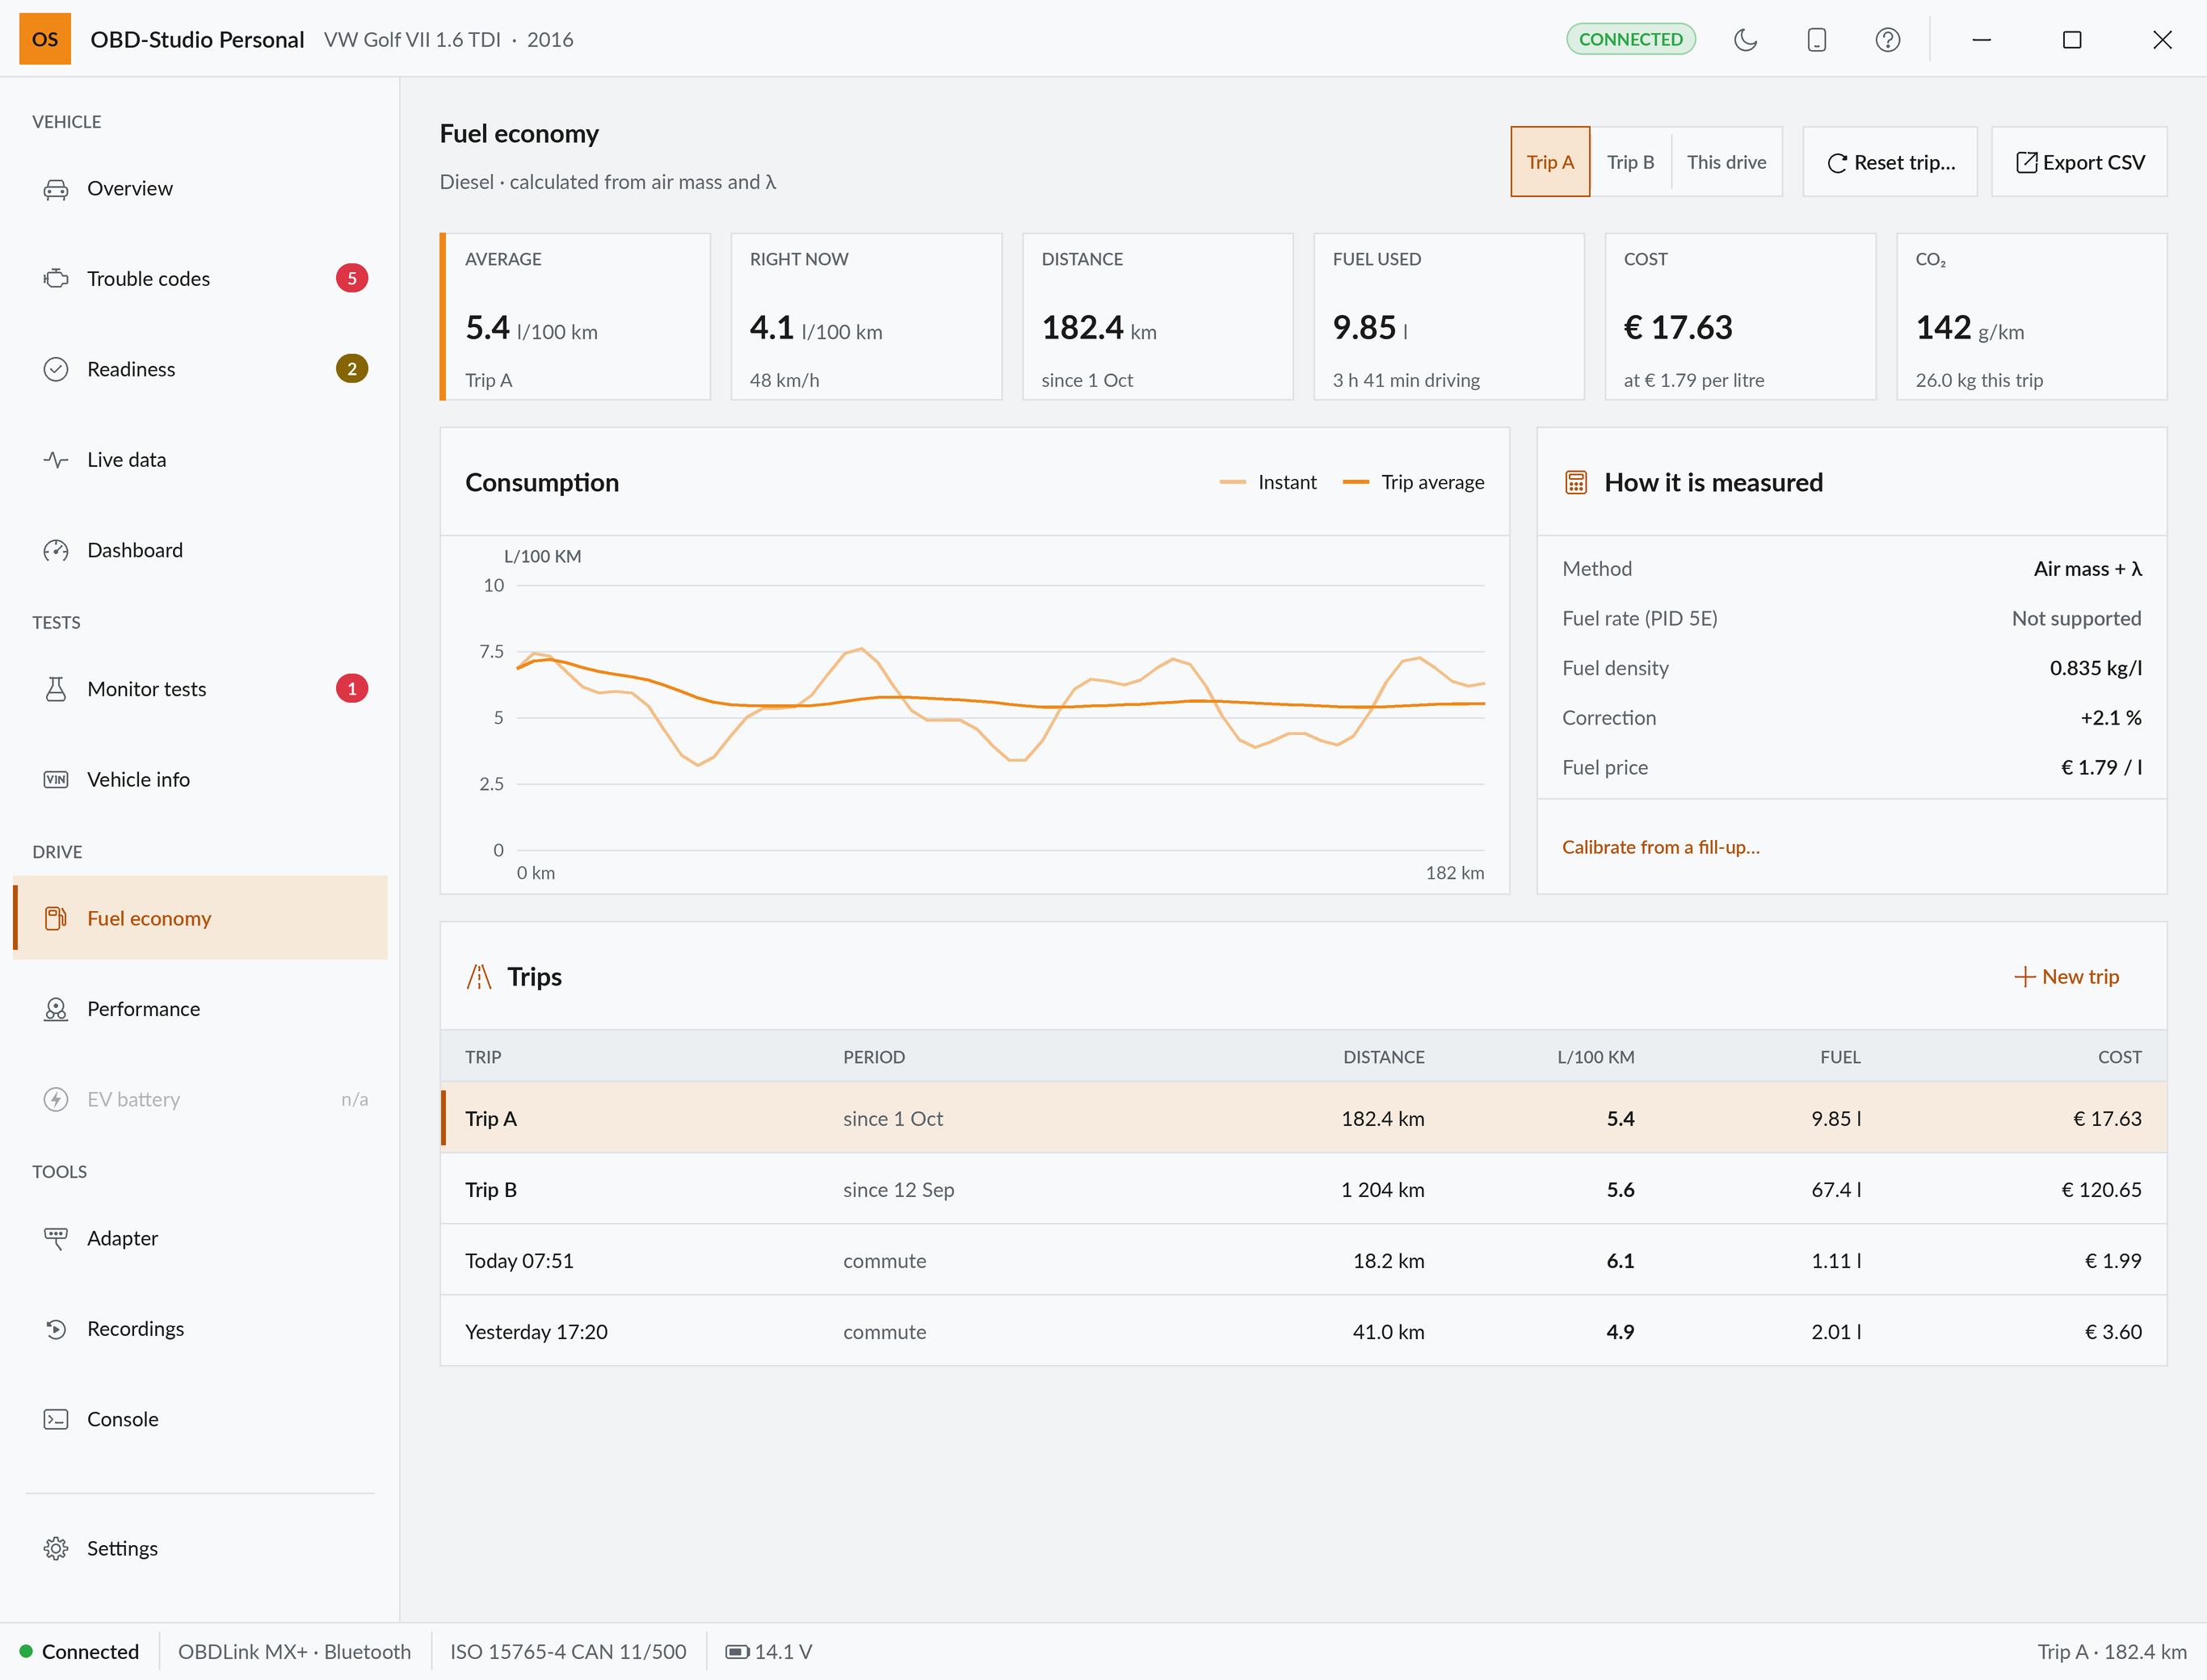 OS OBD-Studio Personal VW Golf VII 1.6 TDI · 2016 CONNECTED
VEHICLE
Overview
Trouble codes 5
Readiness 2
Live data
Dashboard
TESTS
Monitor tests 1
VIN Vehicle info
DRIVE
Fuel economy
Performance
EV battery n/a
TOOLS
Adapter
Recordings
Console
Settings
Fuel economy
Diesel · calculated from air mass and λ
Trip A Trip B This drive Reset trip... Export CSV
AVERAGE
5.4 l/100 km
Trip A
RIGHT NOW
4.1 l/100 km
48 km/h
DISTANCE
182.4 km
since 1 Oct
FUEL USED
9.85 l
3 h 41 min driving
COST
€ 17.63
at € 1.79 per litre
CO₂
142 g/km
26.0 kg this trip
Consumption Instant Trip average
L/100 KM
10
7.5
5
2.5
0
0 km 182 km
How it is measured
Method Air mass + λ
Fuel rate (PID 5E) Not supported
Fuel density 0.835 kg/l
Correction +2.1 %
Fuel price € 1.79 / l
Calibrate from a fill-up...
Trips New trip
TRIP PERIOD DISTANCE L/100 KM FUEL COST
Trip A since 1 Oct 182.4 km 5.4 9.85 l € 17.63
Trip B since 12 Sep 1 204 km 5.6 67.4 l € 120.65
Today 07:51 commute 18.2 km 6.1 1.11 l € 1.99
Yesterday 17:20 commute 41.0 km 4.9 2.01 l € 3.60
Connected OBDLink MX+ · Bluetooth ISO 15765-4 CAN 11/500 14.1 V Trip A · 182.4 km